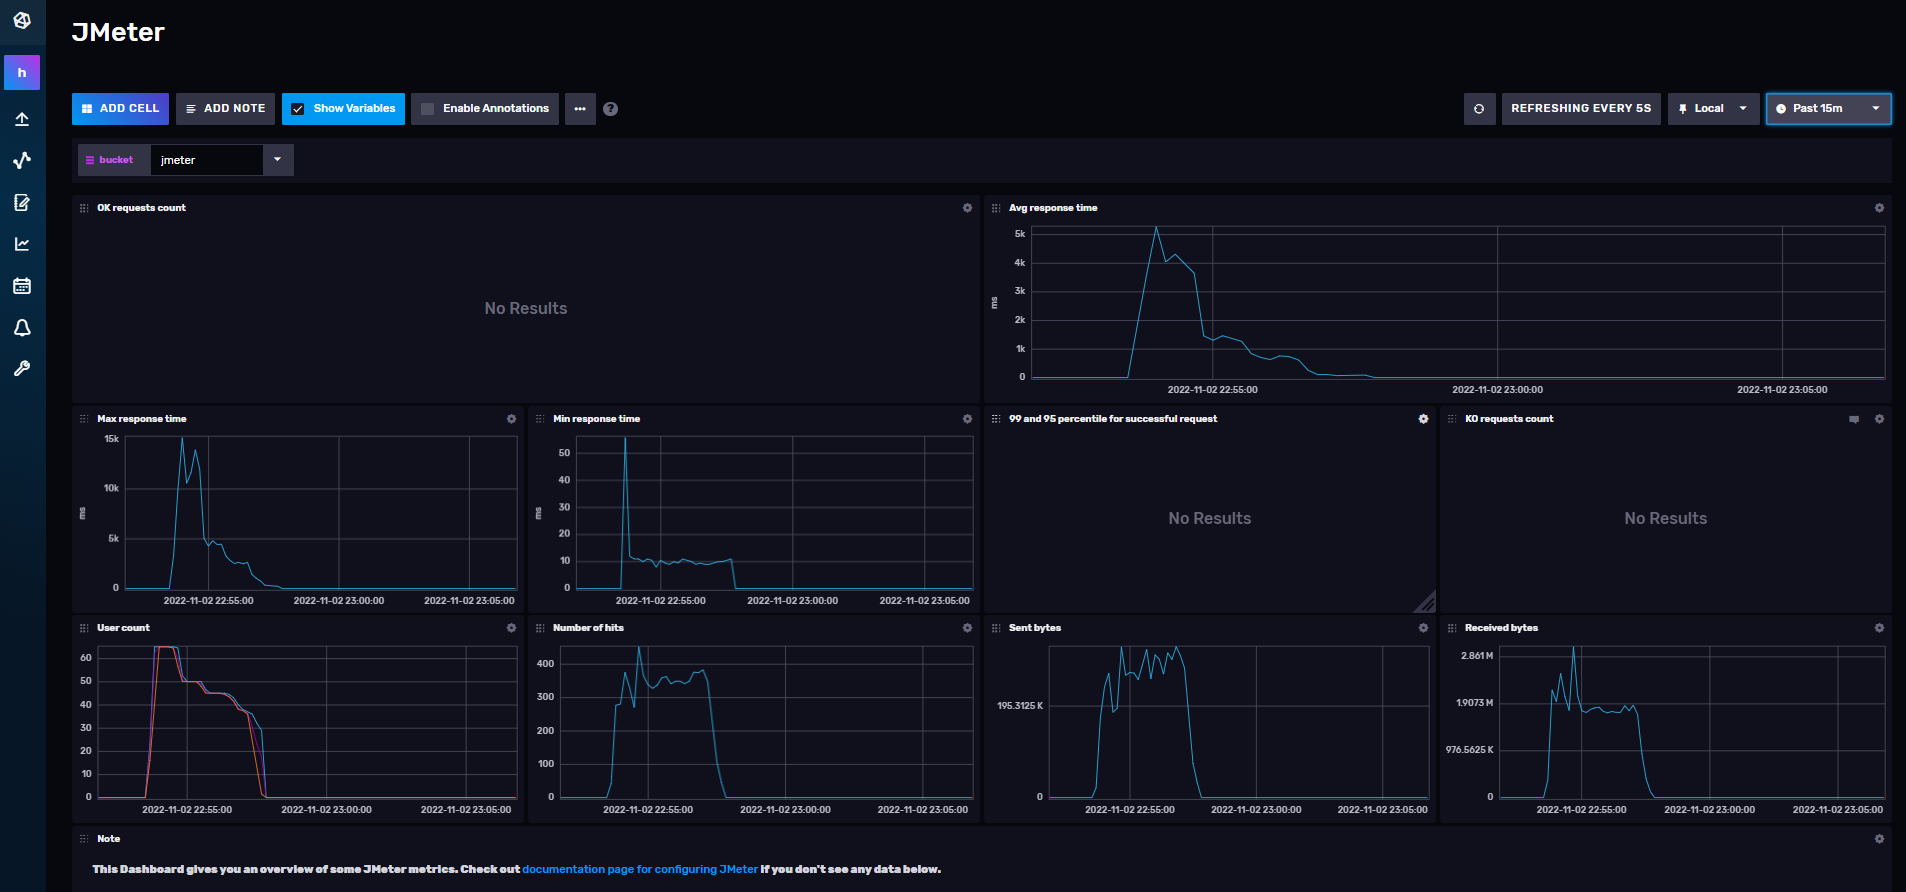 JMeter
h
ADD CELL
ADD NOTE
Show Variables
Enable Annotations
?
REFRESHING EVERY 5S
Local
Past 15m
bucket
jmeter
OK requests count
No Results
Avg response time
5k
4k
3k
2k
1k
0
ms
2022-11-02 22:55:00
2022-11-02 23:00:00
2022-11-02 23:05:00
Max response time
15k
10k
5k
0
ms
2022-11-02 22:55:00
2022-11-02 23:00:00
2022-11-02 23:05:00
Min response time
50
40
30
20
10
0
ms
2022-11-02 22:55:00
2022-11-02 23:00:00
2022-11-02 23:05:00
99 and 95 percentile for successful request
No Results
KO requests count
No Results
User count
60
50
40
30
20
10
0
2022-11-02 22:55:00
2022-11-02 23:00:00
2022-11-02 23:05:00
Number of hits
400
300
200
100
0
2022-11-02 22:55:00
2022-11-02 23:00:00
2022-11-02 23:05:00
Sent bytes
195.3125 K
0
2022-11-02 22:55:00
2022-11-02 23:00:00
2022-11-02 23:05:00
Received bytes
2.861 M
1.9073 M
976.5625 K
0
2022-11-02 22:55:00
2022-11-02 23:00:00
2022-11-02 23:05:00
Note
This Dashboard gives you an overview of some JMeter metrics. Check out documentation page for configuring JMeter if you don't see any data below.